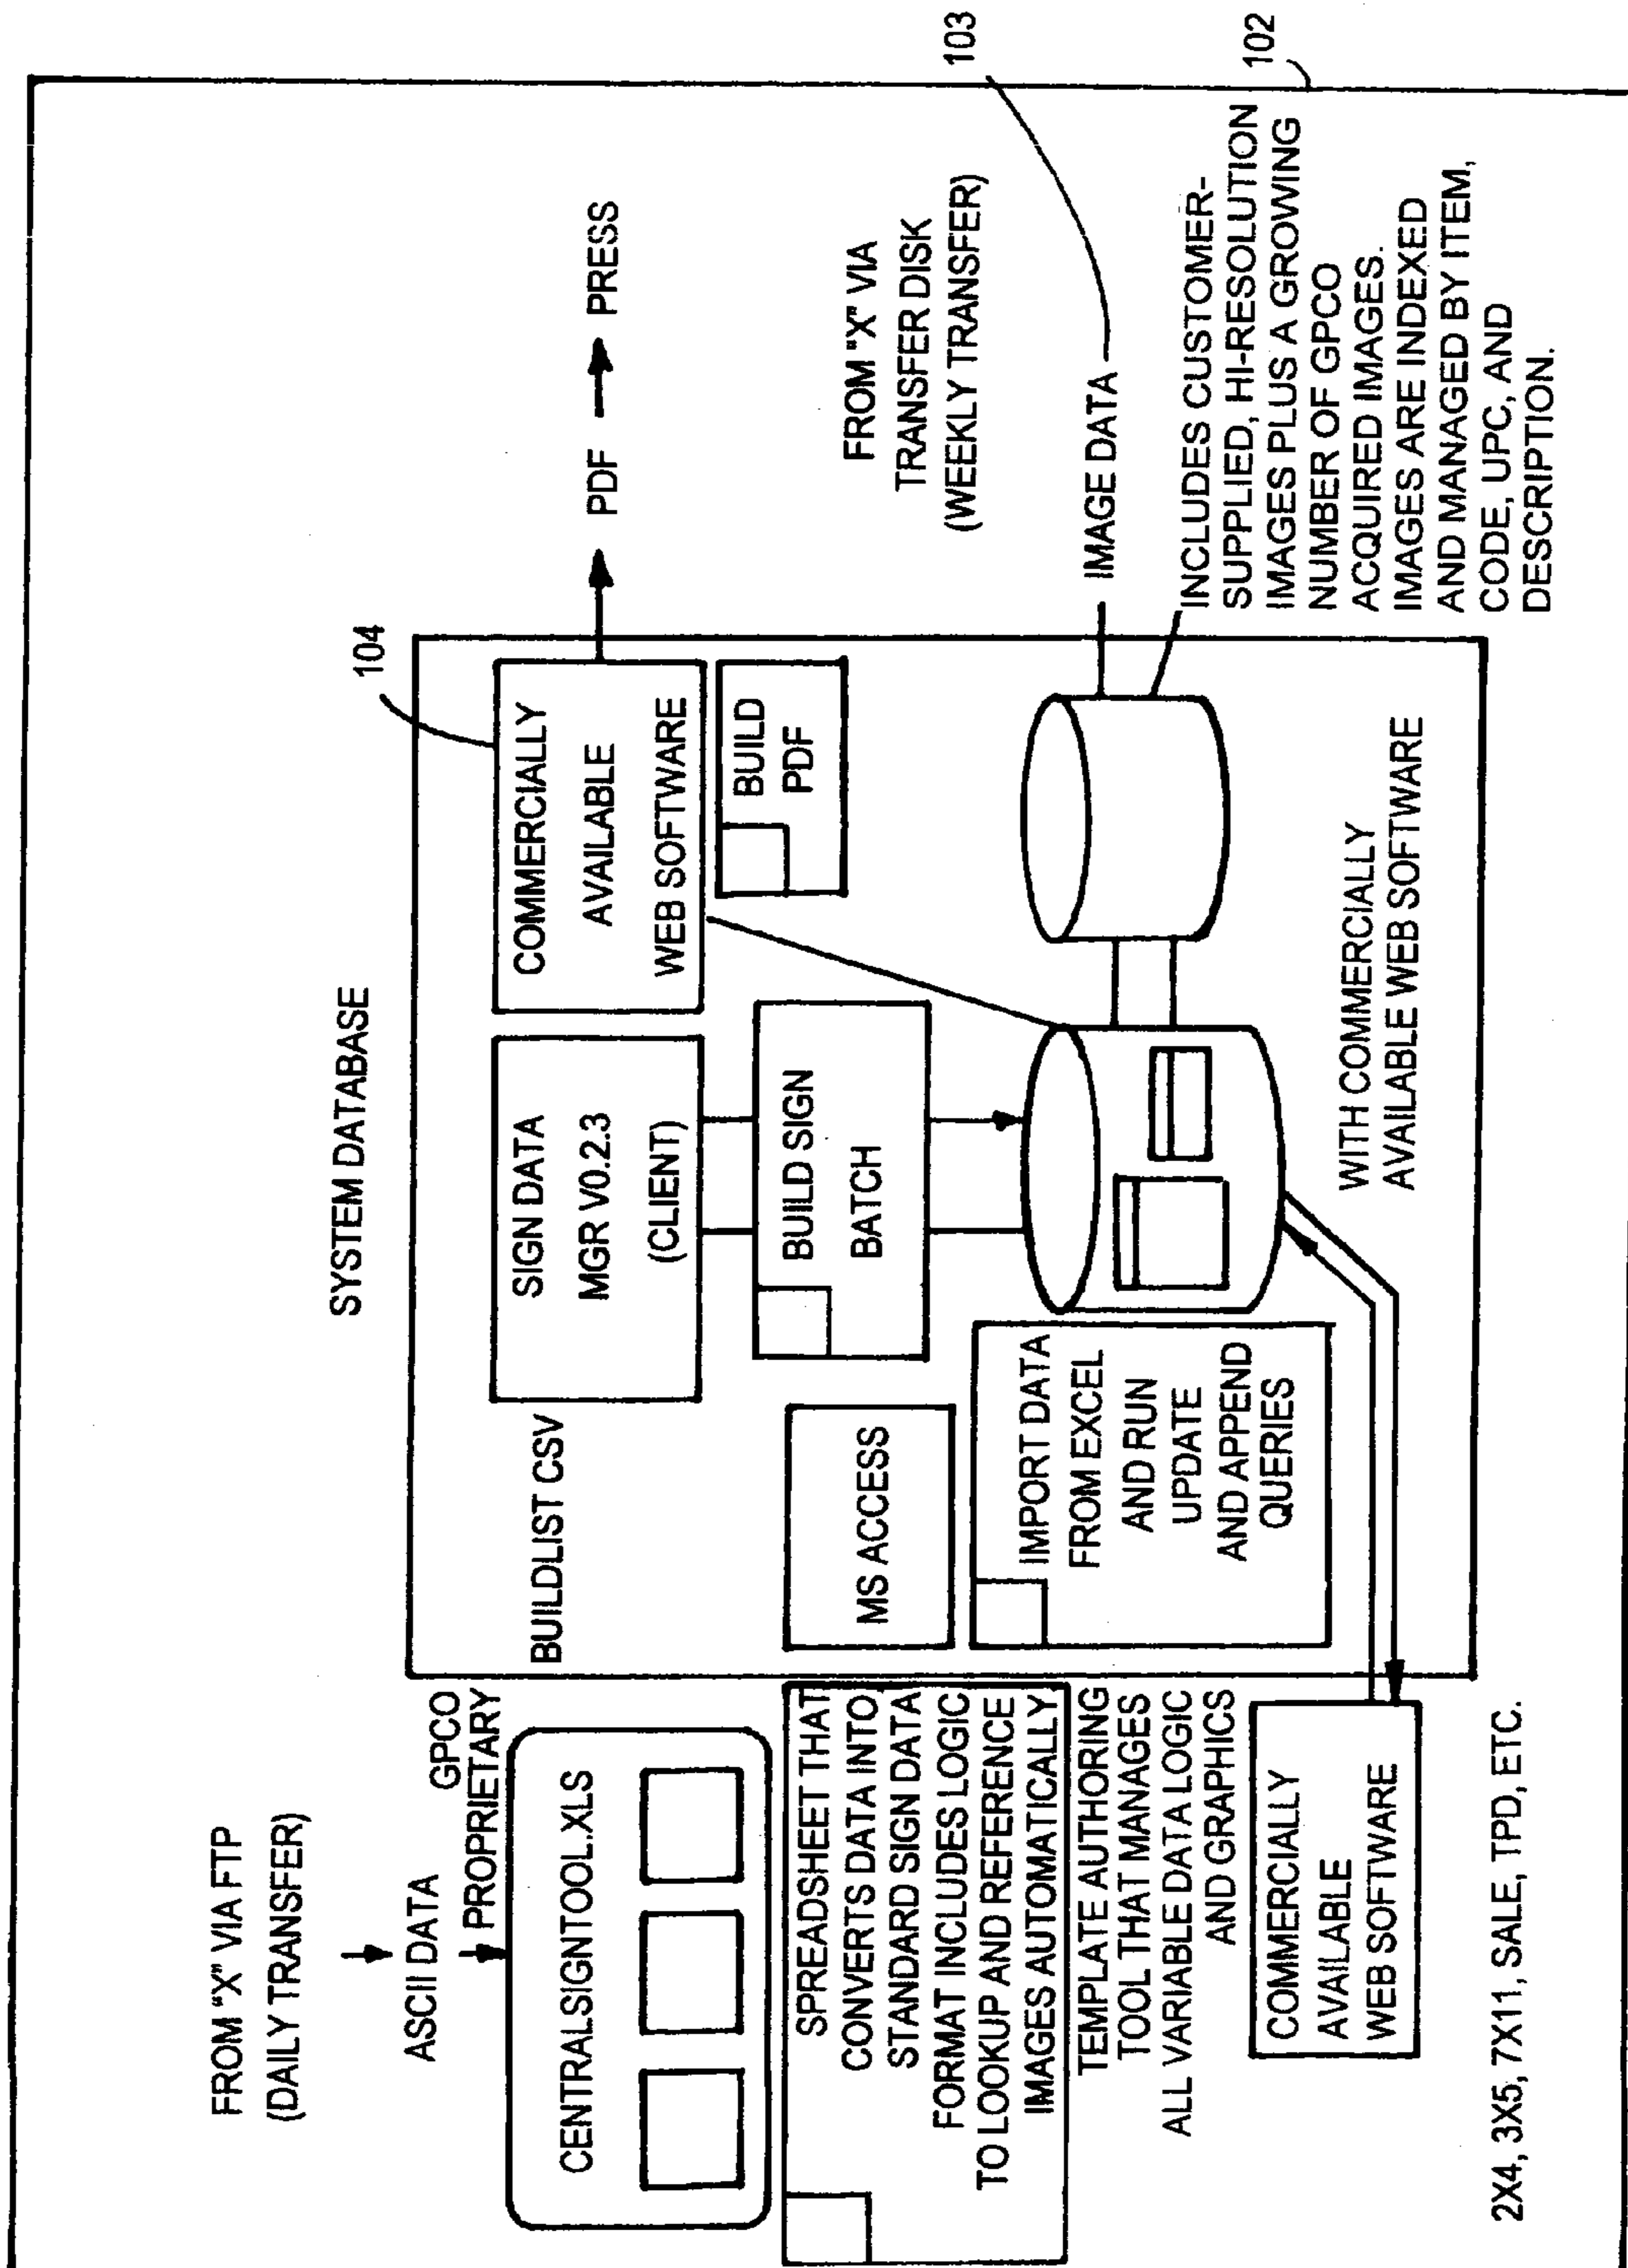 SYSTEM DATABASE
FROM "X" VIA FTP
(DAILY TRANSFER)
ASCII DATA
GPCO
PROPRIETARY
CENTRALSIGNTOOL.XLS
SPREADSHEET THAT
CONVERTS DATA INTO
STANDARD SIGN DATA
FORMAT INCLUDES LOGIC
TO LOOKUP AND REFERENCE
IMAGES AUTOMATICALLY
TEMPLATE AUTHORING
TOOL THAT MANAGES
ALL VARIABLE DATA LOGIC
AND GRAPHICS
COMMERCIALLY
AVAILABLE
WEB SOFTWARE
2X4, 3X5, 7X11, SALE, TPD, ETC.
BUILDLIST CSV
MS ACCESS
IMPORT DATA
FROM EXCEL
AND RUN
UPDATE
AND APPEND
QUERIES
SIGN DATA
MGR V0.2.3
(CLIENT)
BUILD SIGN
BATCH
COMMERCIALLY
AVAILABLE
WEB SOFTWARE
104
BUILD
PDF
WITH COMMERCIALLY
AVAILABLE WEB SOFTWARE
PDF
PRESS
FROM "X" VIA
TRANSFER DISK
(WEEKLY TRANSFER)
IMAGE DATA
103
INCLUDES CUSTOMER-
SUPPLIED, HI-RESOLUTION
IMAGES PLUS A GROWING
NUMBER OF GPCO
ACQUIRED IMAGES.
IMAGES ARE INDEXED
AND MANAGED BY ITEM,
CODE, UPC, AND
DESCRIPTION.
102